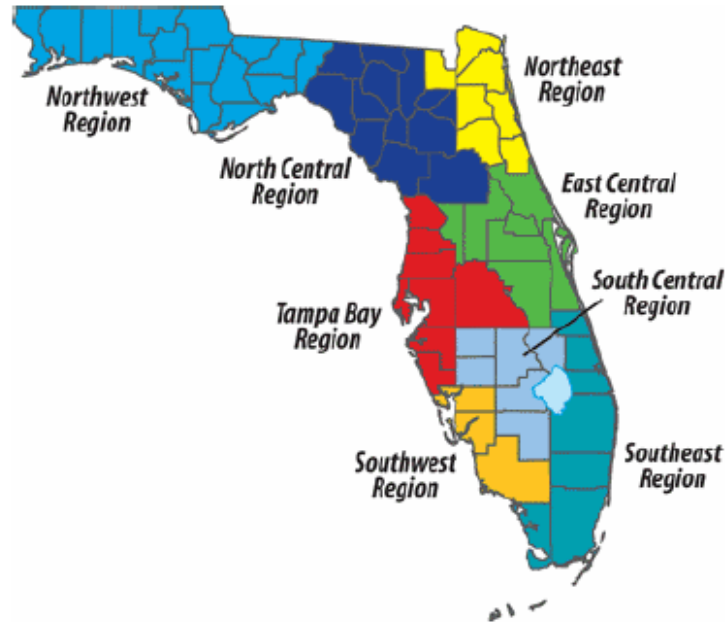 Northwest
Region
Northeast
Region
North Central
Region
East Central
Region
South Central
Region
Tampa Bay
Region
Southwest
Region
Southeast
Region